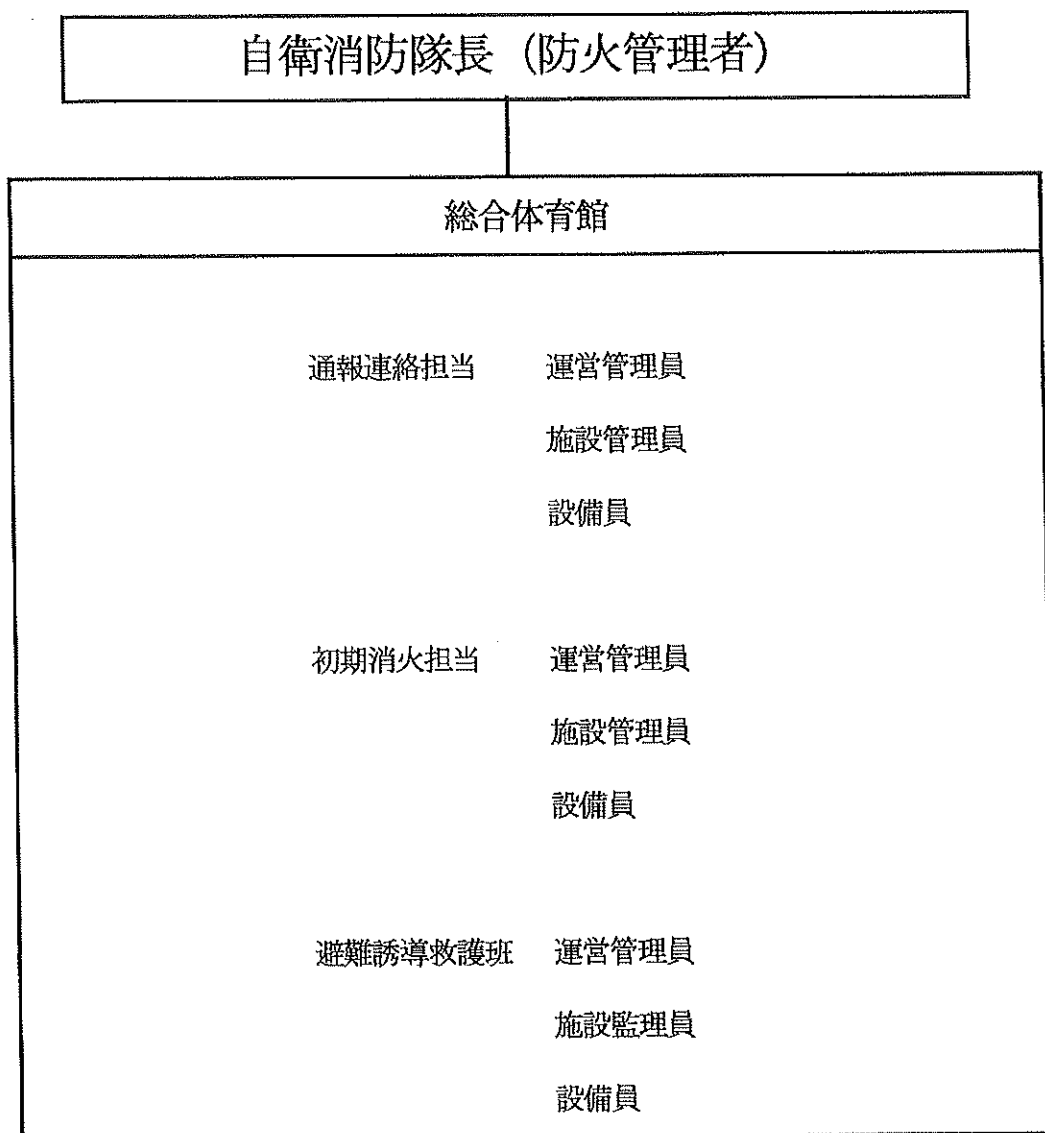 自衛消防隊長（防火管理者）
総合体育館
通報連絡担当　運営管理員
施設管理員
設備員
初期消火担当　運営管理員
施設管理員
設備員
避難誘導救護班　運営管理員
施設監理員
設備員